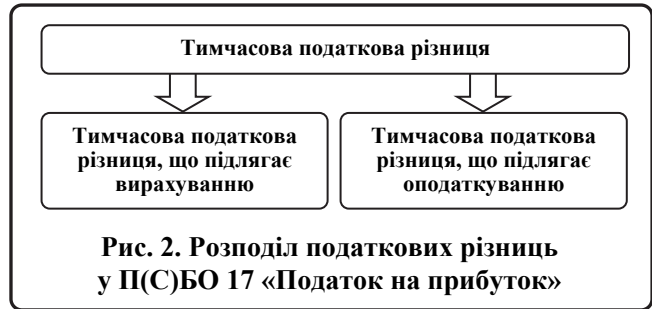 Тимчасова податкова різниця
Тимчасова податкова
різниця, що підлягає
вирахуванню
Тимчасова податкова
різниця, що підлягає
оподаткуванню
Рис. 2. Розподіл податкових різниць
у П(С)БО 17 «Податок на прибуток»